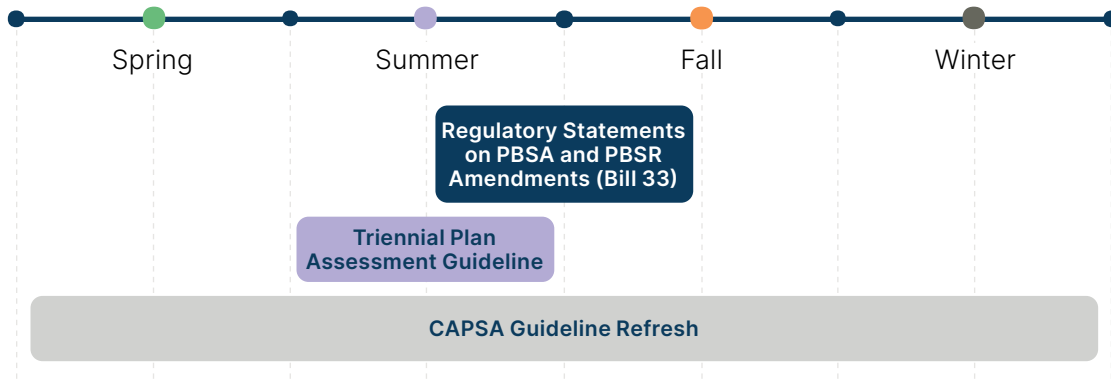 Spring
Summer
Fall
Winter
Regulatory Statements
on PBSA and PBSR
Amendments (Bill 33)
Triennial Plan
Assessment Guideline
CAPSA Guideline Refresh